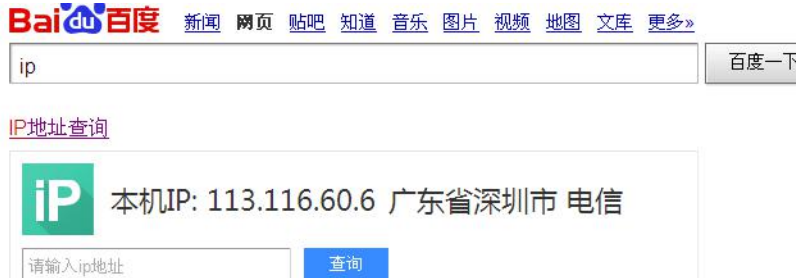 Bai du 百度 新闻 网页 贴吧 知道 音乐 图片 视频 地图 文库 更多»
ip 百度一下
IP地址查询
iP 本机IP: 113.116.60.6 广东省深圳市 电信
请输入ip地址 查询